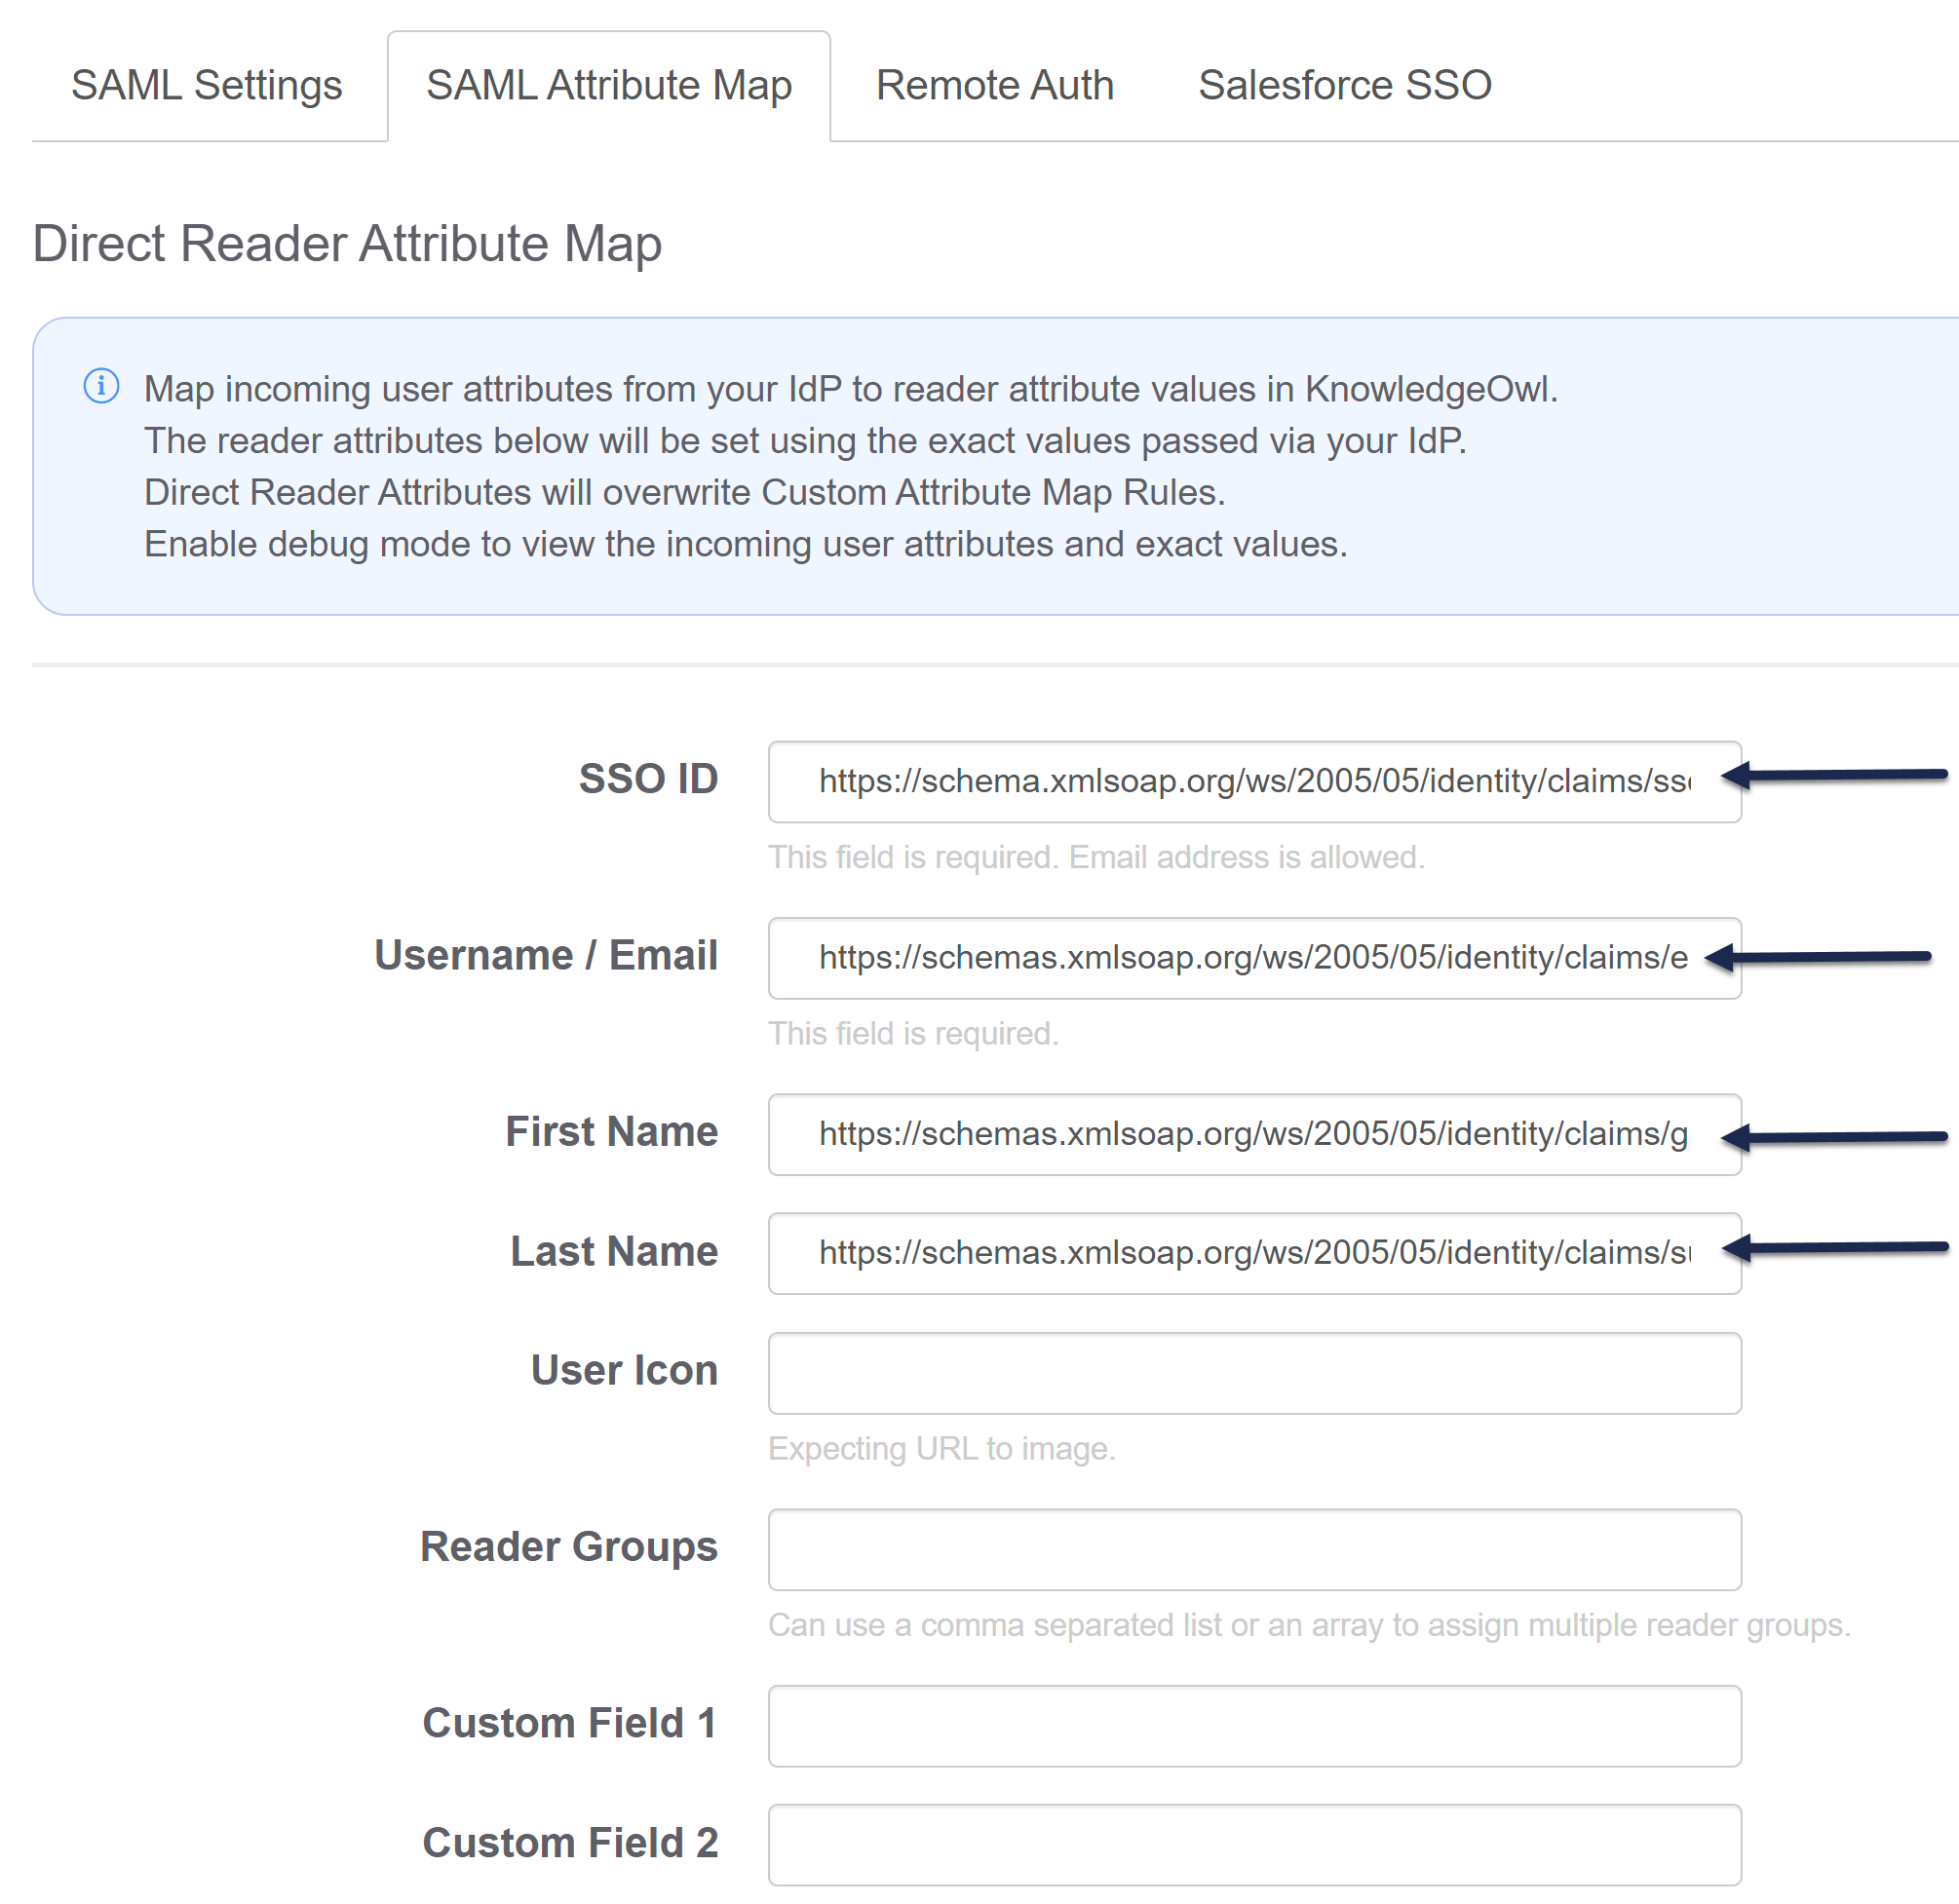 SAML Settings SAML Attribute Map Remote Auth Salesforce SSO
Direct Reader Attribute Map
Map incoming user attributes from your IdP to reader attribute values in KnowledgeOwl.
The reader attributes below will be set using the exact values passed via your IdP.
Direct Reader Attributes will overwrite Custom Attribute Map Rules.
Enable debug mode to view the incoming user attributes and exact values.
SSO ID https://schema.xmlsoap.org/ws/2005/05/identity/claims/sso
This field is required. Email address is allowed.
Username / Email https://schemas.xmlsoap.org/ws/2005/05/identity/claims/e
This field is required.
First Name https://schemas.xmlsoap.org/ws/2005/05/identity/claims/g
Last Name https://schemas.xmlsoap.org/ws/2005/05/identity/claims/su
User Icon
Expecting URL to image.
Reader Groups
Can use a comma separated list or an array to assign multiple reader groups.
Custom Field 1
Custom Field 2